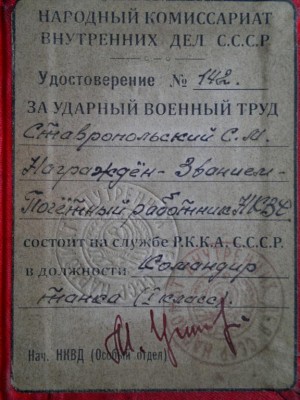 НАРОДНЫЙ КОМИССАРИАТ
ВНУТРЕННИХ ДЕЛ С.С.С.Р
Удостоверение № 142.
ЗА УДАРНЫЙ ВОЕННЫЙ ТРУД
Ставропольский С.М.
Награждён - Званием -
Почётный работник НКВД
СОСТОИТ НА СЛУЖБЕ Р.К.К.А. С.С.С.Р.
В ДОЛЖНОСТИ Командир
танка (I класс).
Нач. НКВД (Особый отдел)